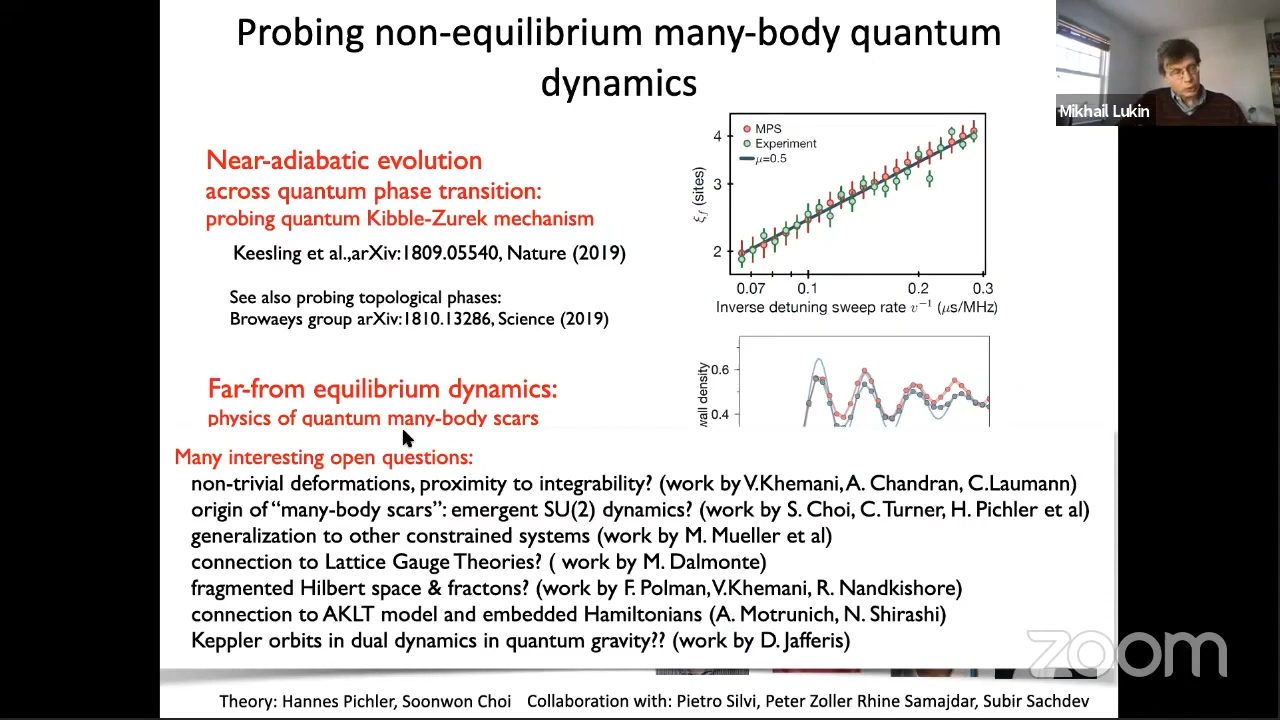 Probing non-equilibrium many-body quantum
dynamics
Mikhail Lukin
Near-adiabatic evolution
across quantum phase transition:
probing quantum Kibble-Zurek mechanism
Keesling et al.,arXiv:1809.05540, Nature (2019)
See also probing topological phases:
Browaeys group arXiv:1810.13286, Science (2019)
MPS
Experiment
μ=0.5
4
3
2
ξf (sites)
0.07 0.1 0.2 0.3
Inverse detuning sweep rate v⁻¹ (μs/MHz)
Far-from equilibrium dynamics:
physics of quantum many-body scars
wall density
0.6
0.4
Many interesting open questions:
non-trivial deformations, proximity to integrability? (work by V.Khemani, A. Chandran, C.Laumann)
origin of “many-body scars”: emergent SU(2) dynamics? (work by S. Choi, C. Turner, H. Pichler et al)
generalization to other constrained systems (work by M. Mueller et al)
connection to Lattice Gauge Theories? ( work by M. Dalmonte)
fragmented Hilbert space & fractons? (work by F. Polman, V.Khemani, R. Nandkishore)
connection to AKLT model and embedded Hamiltonians (A. Motrunich, N. Shirashi)
Keppler orbits in dual dynamics in quantum gravity?? (work by D. Jafferis)
zoom
Theory: Hannes Pichler, Soonwon Choi Collaboration with: Pietro Silvi, Peter Zoller Rhine Samajdar, Subir Sachdev